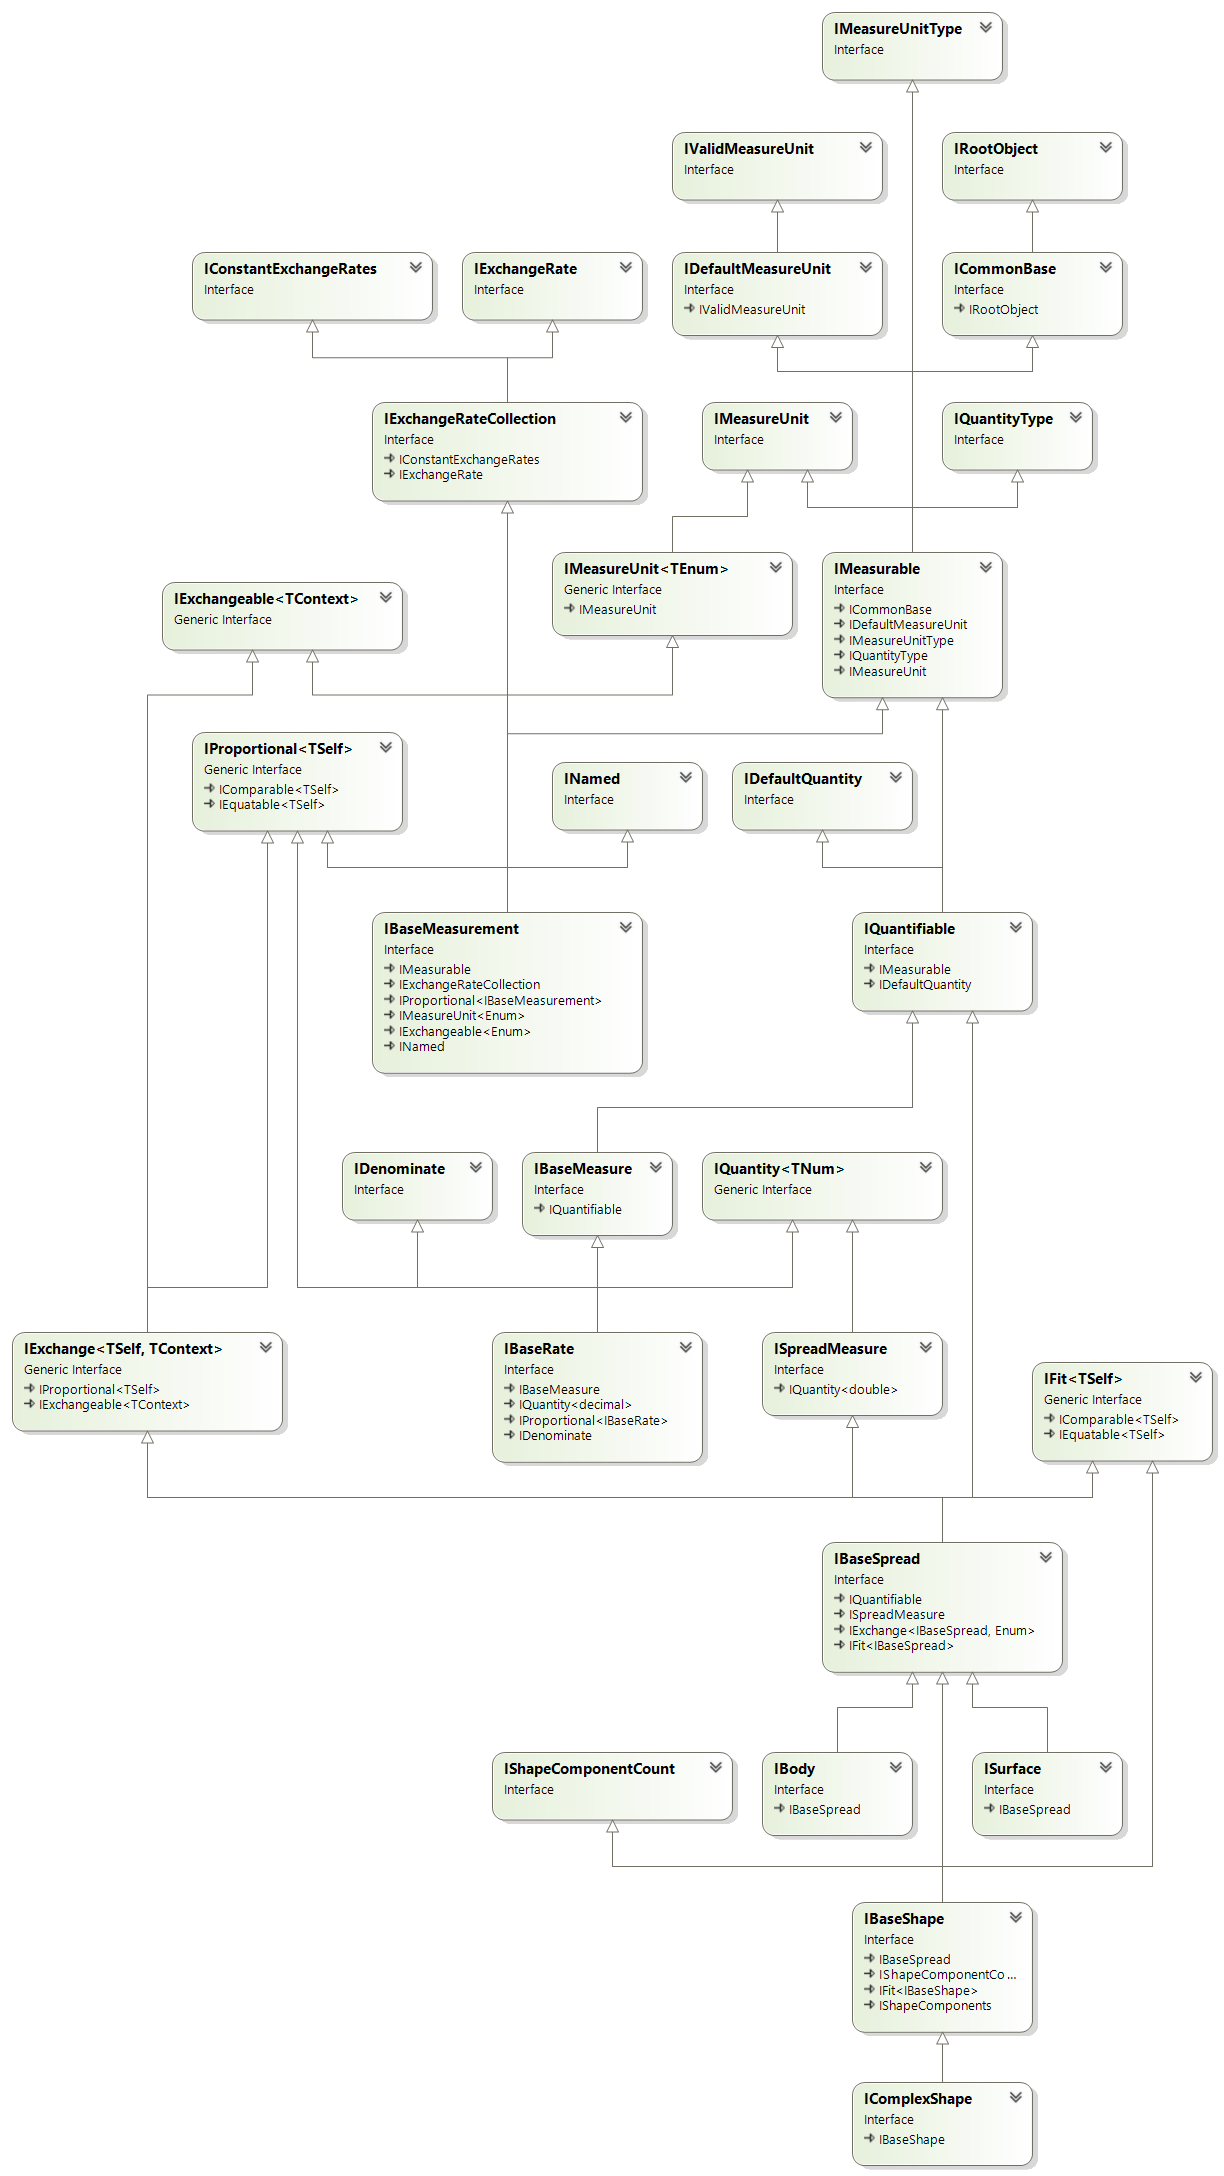 IMeasureUnitType
Interface
IValidMeasureUnit
Interface
IRootObject
Interface
IConstantExchangeRates
Interface
IExchangeRate
Interface
IDefaultMeasureUnit
Interface
IValidMeasureUnit
ICommonBase
Interface
IRootObject
IExchangeRateCollection
Interface
IConstantExchangeRates
IExchangeRate
IMeasureUnit
Interface
IQuantityType
Interface
IExchangeable<TContext>
Generic Interface
IMeasureUnit<TEnum>
Generic Interface
IMeasureUnit
IMeasurable
Interface
ICommonBase
IDefaultMeasureUnit
IMeasureUnitType
IQuantityType
IMeasureUnit
IProportional<TSelf>
Generic Interface
IComparable<TSelf>
IEquatable<TSelf>
INamed
Interface
IDefaultQuantity
Interface
IBaseMeasurement
Interface
IMeasurable
IExchangeRateCollection
IProportional<IBaseMeasurement>
IMeasureUnit<Enum>
IExchangeable<Enum>
INamed
IQuantifiable
Interface
IMeasurable
IDefaultQuantity
IDenominate
Interface
IBaseMeasure
Interface
IQuantifiable
IQuantity<TNum>
Generic Interface
IExchange<TSelf, TContext>
Generic Interface
IProportional<TSelf>
IExchangeable<TContext>
IBaseRate
Interface
IBaseMeasure
IQuantity<decimal>
IProportional<IBaseRate>
IDenominate
ISpreadMeasure
Interface
IQuantity<double>
IFit<TSelf>
Generic Interface
IComparable<TSelf>
IEquatable<TSelf>
IBaseSpread
Interface
IQuantifiable
ISpreadMeasure
IExchange<IBaseSpread, Enum>
IFit<IBaseSpread>
IShapeComponentCount
Interface
IBody
Interface
IBaseSpread
ISurface
Interface
IBaseSpread
IBaseShape
Interface
IBaseSpread
IShapeComponentCo...
IFit<IBaseShape>
IShapeComponents
IComplexShape
Interface
IBaseShape